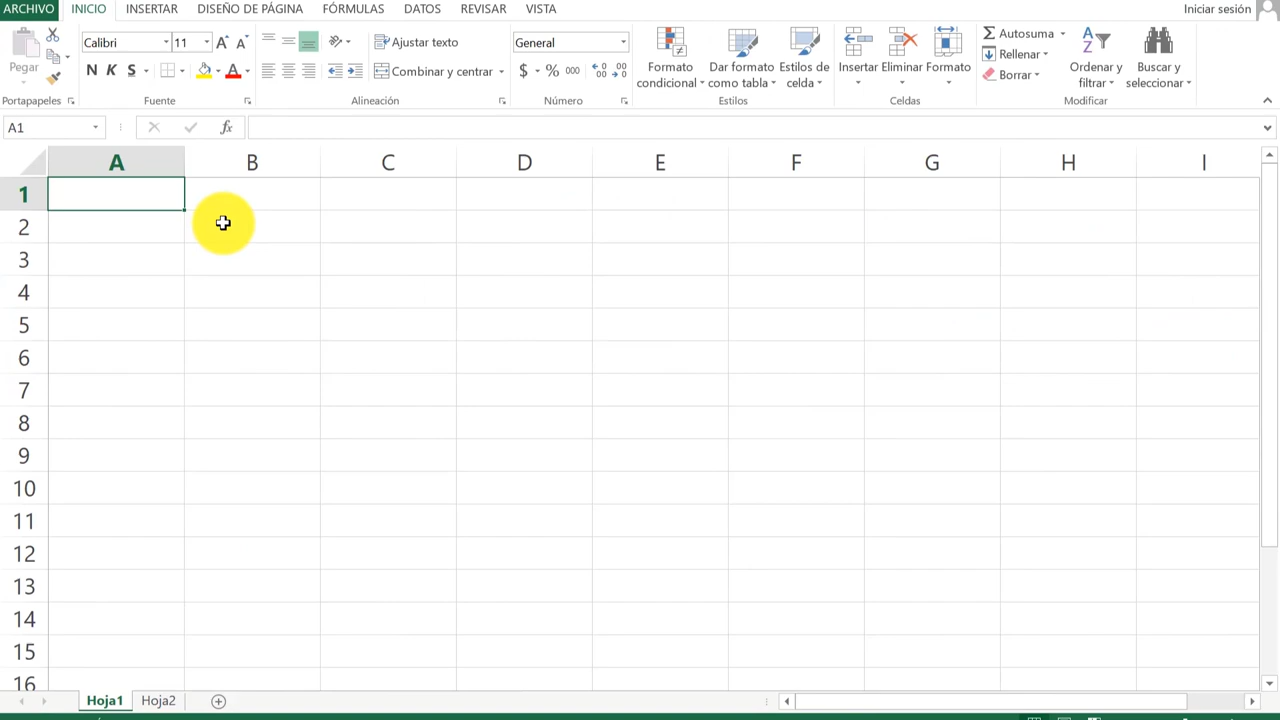 ARCHIVO INICIO INSERTAR DISEÑO DE PÁGINA FÓRMULAS DATOS REVISAR VISTA Iniciar sesión
Pegar
Portapapeles
Calibri 11
N K S A
Fuente
Ajustar texto
Combinar y centrar
Alineación
General
$ % 000
Número
Formato condicional
Dar formato como tabla
Estilos de celda
Estilos
Insertar Eliminar Formato
Celdas
Autosuma
Rellenar
Borrar
Ordenar y filtrar
Buscar y seleccionar
Modificar
A1 fx
A B C D E F G H I
1
2
3
4
5
6
7
8
9
10
11
12
13
14
15
16
Hoja1 Hoja2